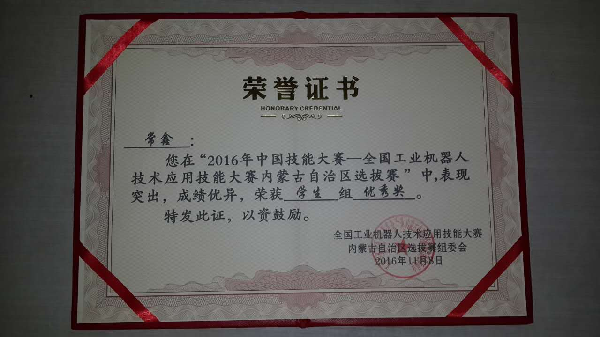 荣誉证书
HONORARY CREDENTIAL
常鑫：
您在“2016年中国技能大赛—全国工业机器人
技术应用技能大赛内蒙古自治区选拔赛”中,表现
突出，成绩优异，荣获 学生 组 优秀奖 。
特发此证，以资鼓励。
全国工业机器人技术应用技能大赛
内蒙古自治区选拔赛组委会
2016年11月8日